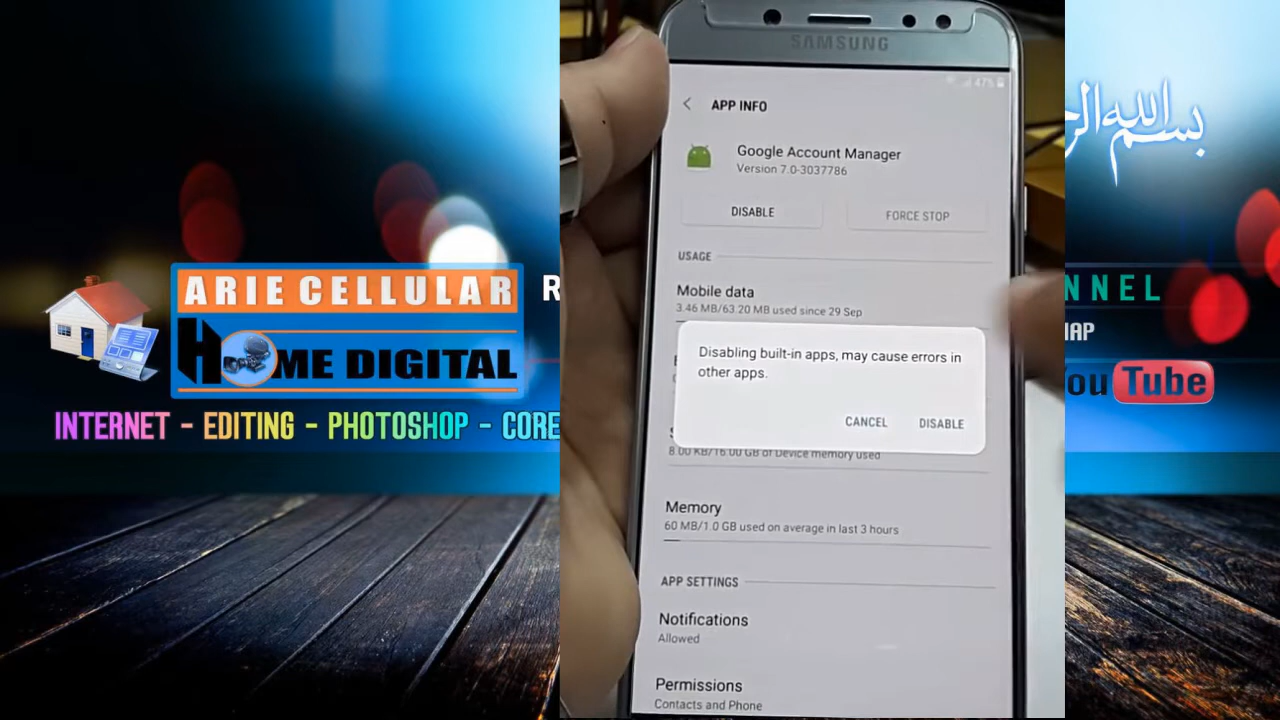 SAMSUNG
47%
APP INFO
Google Account Manager
Version 7.0-3037786
DISABLE
FORCE STOP
USAGE
Mobile data
3.46 MB/63.20 MB used since 29 Sep
Disabling built-in apps, may cause errors in
other apps.
CANCEL
DISABLE
8.00 KB/16.00 GB of Device memory used
Memory
60 MB/1.0 GB used on average in last 3 hours
APP SETTINGS
Notifications
Allowed
Permissions
Contacts and Phone
ARIE CELLULAR
HOME DIGITAL
INTERNET - EDITING - PHOTOSHOP - CORE
بسم الله الر
NNEL
MAP
You Tube